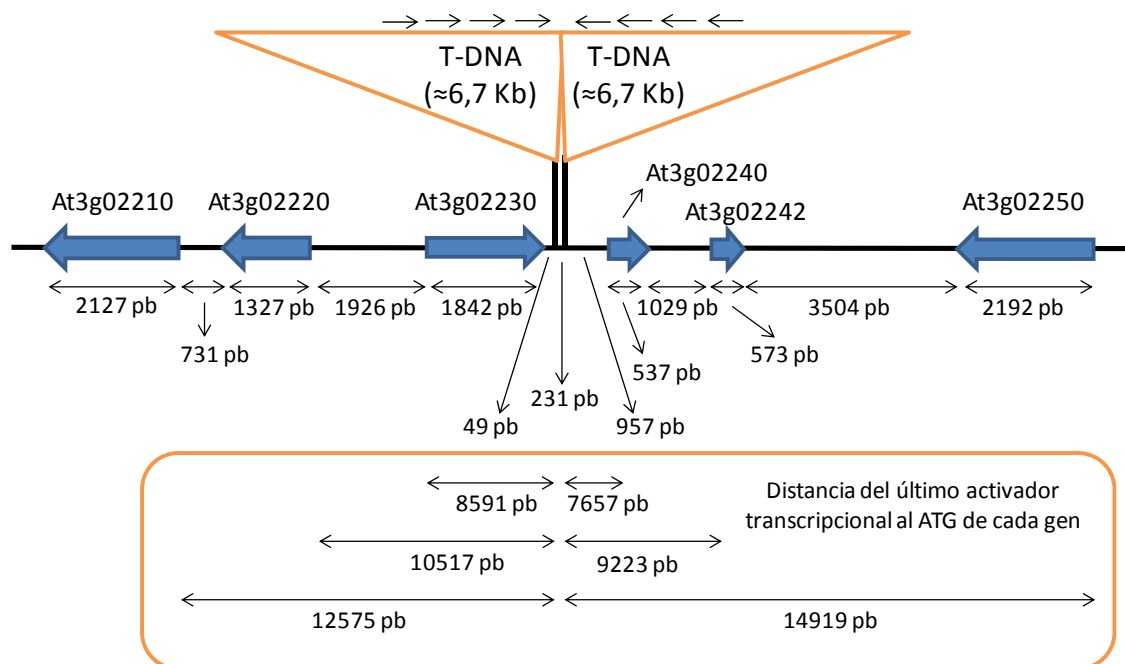 T-DNA
(≈6,7 Kb)
T-DNA
(≈6,7 Kb)
At3g02210
At3g02220
At3g02230
At3g02240
At3g02242
At3g02250
2127 pb
731 pb
1327 pb
1926 pb
1842 pb
49 pb
231 pb
957 pb
537 pb
1029 pb
573 pb
3504 pb
2192 pb
8591 pb
7657 pb
Distancia del último activador
transcripcional al ATG de cada gen
10517 pb
9223 pb
12575 pb
14919 pb